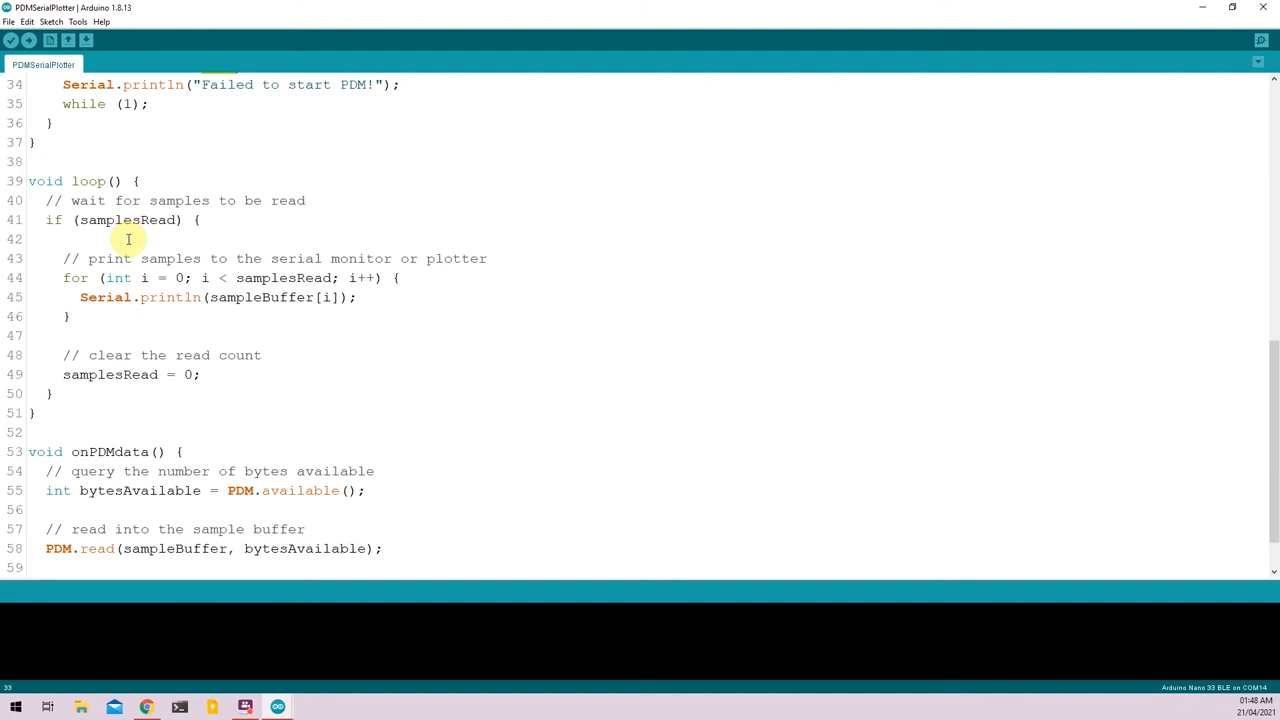 PDMSerialPlotter | Arduino 1.8.13
File Edit Sketch Tools Help
PDMSerialPlotter
34 Serial.println("Failed to start PDM!");
35 while (1);
36 }
37 }
38
39 void loop() {
40 // wait for samples to be read
41 if (samplesRead) {
42
43 // print samples to the serial monitor or plotter
44 for (int i = 0; i < samplesRead; i++) {
45 Serial.println(sampleBuffer[i]);
46 }
47
48 // clear the read count
49 samplesRead = 0;
50 }
51 }
52
53 void onPDMdata() {
54 // query the number of bytes available
55 int bytesAvailable = PDM.available();
56
57 // read into the sample buffer
58 PDM.read(sampleBuffer, bytesAvailable);
59
33 Arduino Nano 33 BLE on COM14
01:48 AM
21/04/2021